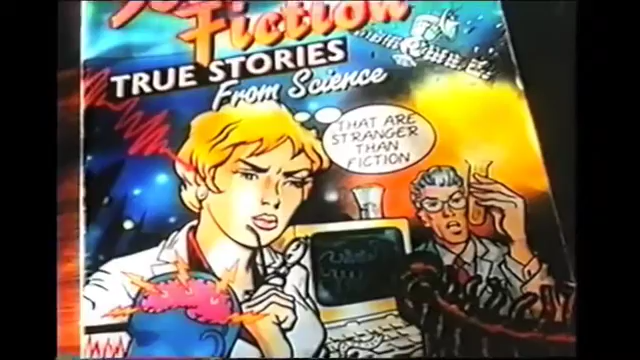 Fiction
TRUE STORIES
From Science
THAT ARE
STRANGER
THAN
FICTION